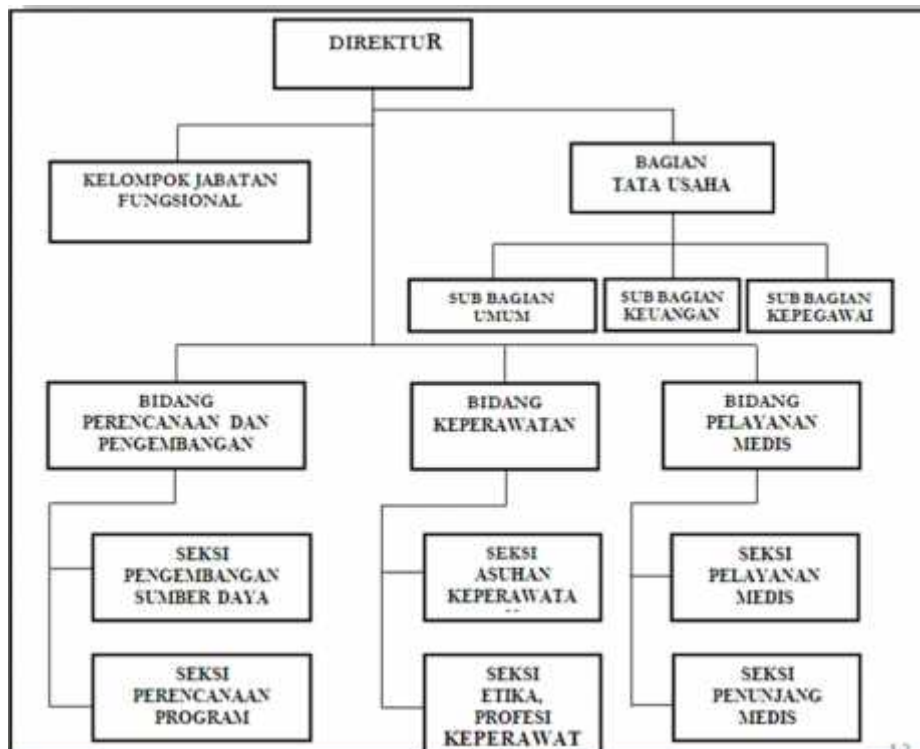 DIREKTUR
KELOMPOK JABATAN
FUNGSIONAL
BAGIAN
TATA USAHA
SUB BAGIAN
UMUM
SUB BAGIAN
KEUANGAN
SUB BAGIAN
KEPEGAWAI
BIDANG
PERENCANAAN DAN
PENGEMBANGAN
BIDANG
KEPERAWATAN
BIDANG
PELAYANAN
MEDIS
SEKSI
PENGEMBANGAN
SUMBER DAYA
SEKSI
ASUHAN
KEPERAWATA
SEKSI
PELAYANAN
MEDIS
SEKSI
PERENCANAAN
PROGRAM
SEKSI
ETIKA,
PROFESI
KEPERAWAT
SEKSI
PENUNJANG
MEDIS